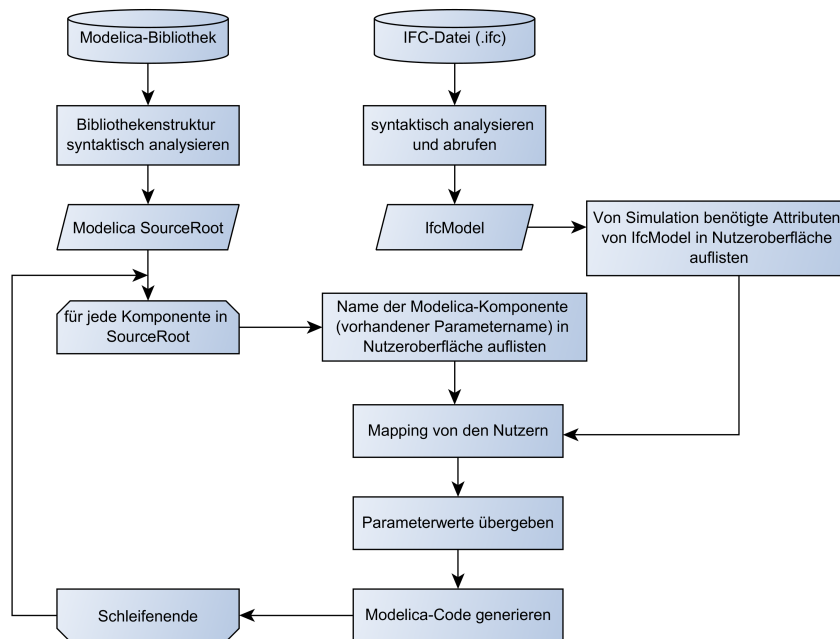 Modelica-Bibliothek
IFC-Datei (.ifc)
Bibliothekenstruktur
syntaktisch analysieren
syntaktisch analysieren
und abrufen
Modelica SourceRoot
IfcModel
Von Simulation benötigte Attributen
von IfcModel in Nutzeroberfläche
auflisten
für jede Komponente in
SourceRoot
Name der Modelica-Komponente
(vorhandener Parametername) in
Nutzeroberfläche auflisten
Mapping von den Nutzern
Parameterwerte übergeben
Schleifenende
Modelica-Code generieren